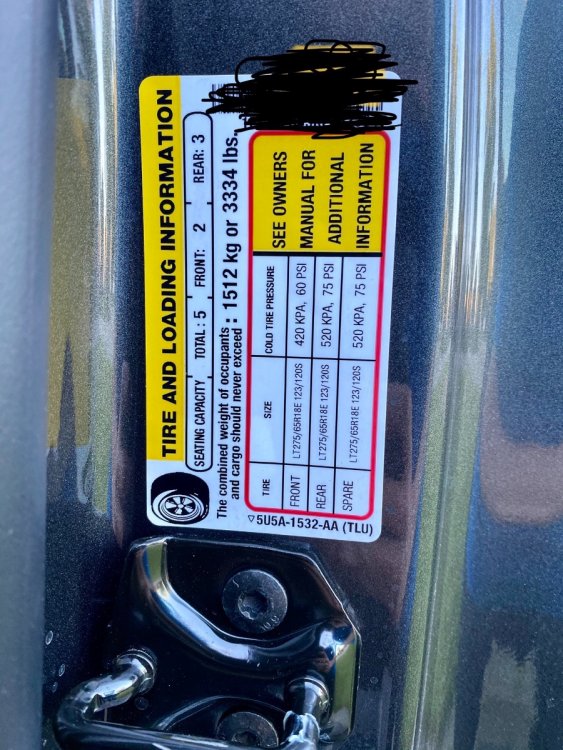 TIRE AND LOADING INFORMATION
SEATING CAPACITY TOTAL : 5 FRONT: 2 REAR: 3
The combined weight of occupants
and cargo should never exceed : 1512 kg or 3334 lbs.
TIRE SIZE COLD TIRE PRESSURE
FRONT LT275/65R18E 123/120S 420 KPA, 60 PSI
REAR LT275/65R18E 123/120S 520 KPA, 75 PSI
SPARE LT275/65R18E 123/120S 520 KPA, 75 PSI
SEE OWNERS
MANUAL FOR
ADDITIONAL
INFORMATION
▽5U5A-1532-AA (TLU)